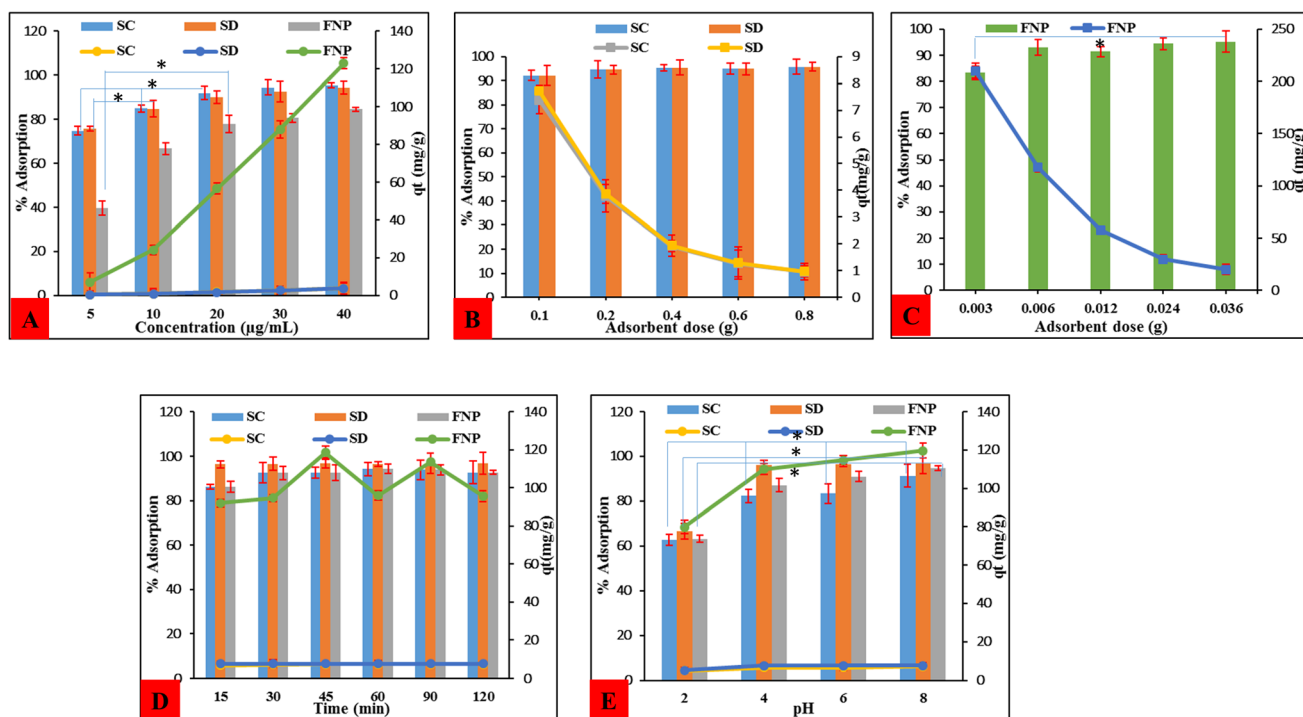 SC SD FNP
SC SD FNP
% Adsorption
120
100
80
60
40
20
0
140
120
100
80
60
40
20
0
qt (mg/g)
*
*
*
5 10 20 30 40
Concentration (µg/mL)
A
SC SD
SC SD
% Adsorption
100
90
80
70
60
50
40
30
20
10
0
9
8
7
6
5
4
3
2
1
0
qt(mg/g)
0.1 0.2 0.4 0.6 0.8
Adsorbent dose (g)
B
FNP FNP
% Adsorption
100
90
80
70
60
50
40
30
20
10
0
250
200
150
100
50
0
qt (mg/g)
*
0.003 0.006 0.012 0.024 0.036
Adsorbent dose (g)
C
SC SD FNP
SC SD FNP
% Adsorption
120
100
80
60
40
20
0
140
120
100
80
60
40
20
0
qt(mg/g)
15 30 45 60 90 120
Time (min)
D
SC SD FNP
SC SD FNP
% Adsorption
120
100
80
60
40
20
0
140
120
100
80
60
40
20
0
qt (mg/g)
*
*
*
2 4 6 8
pH
E